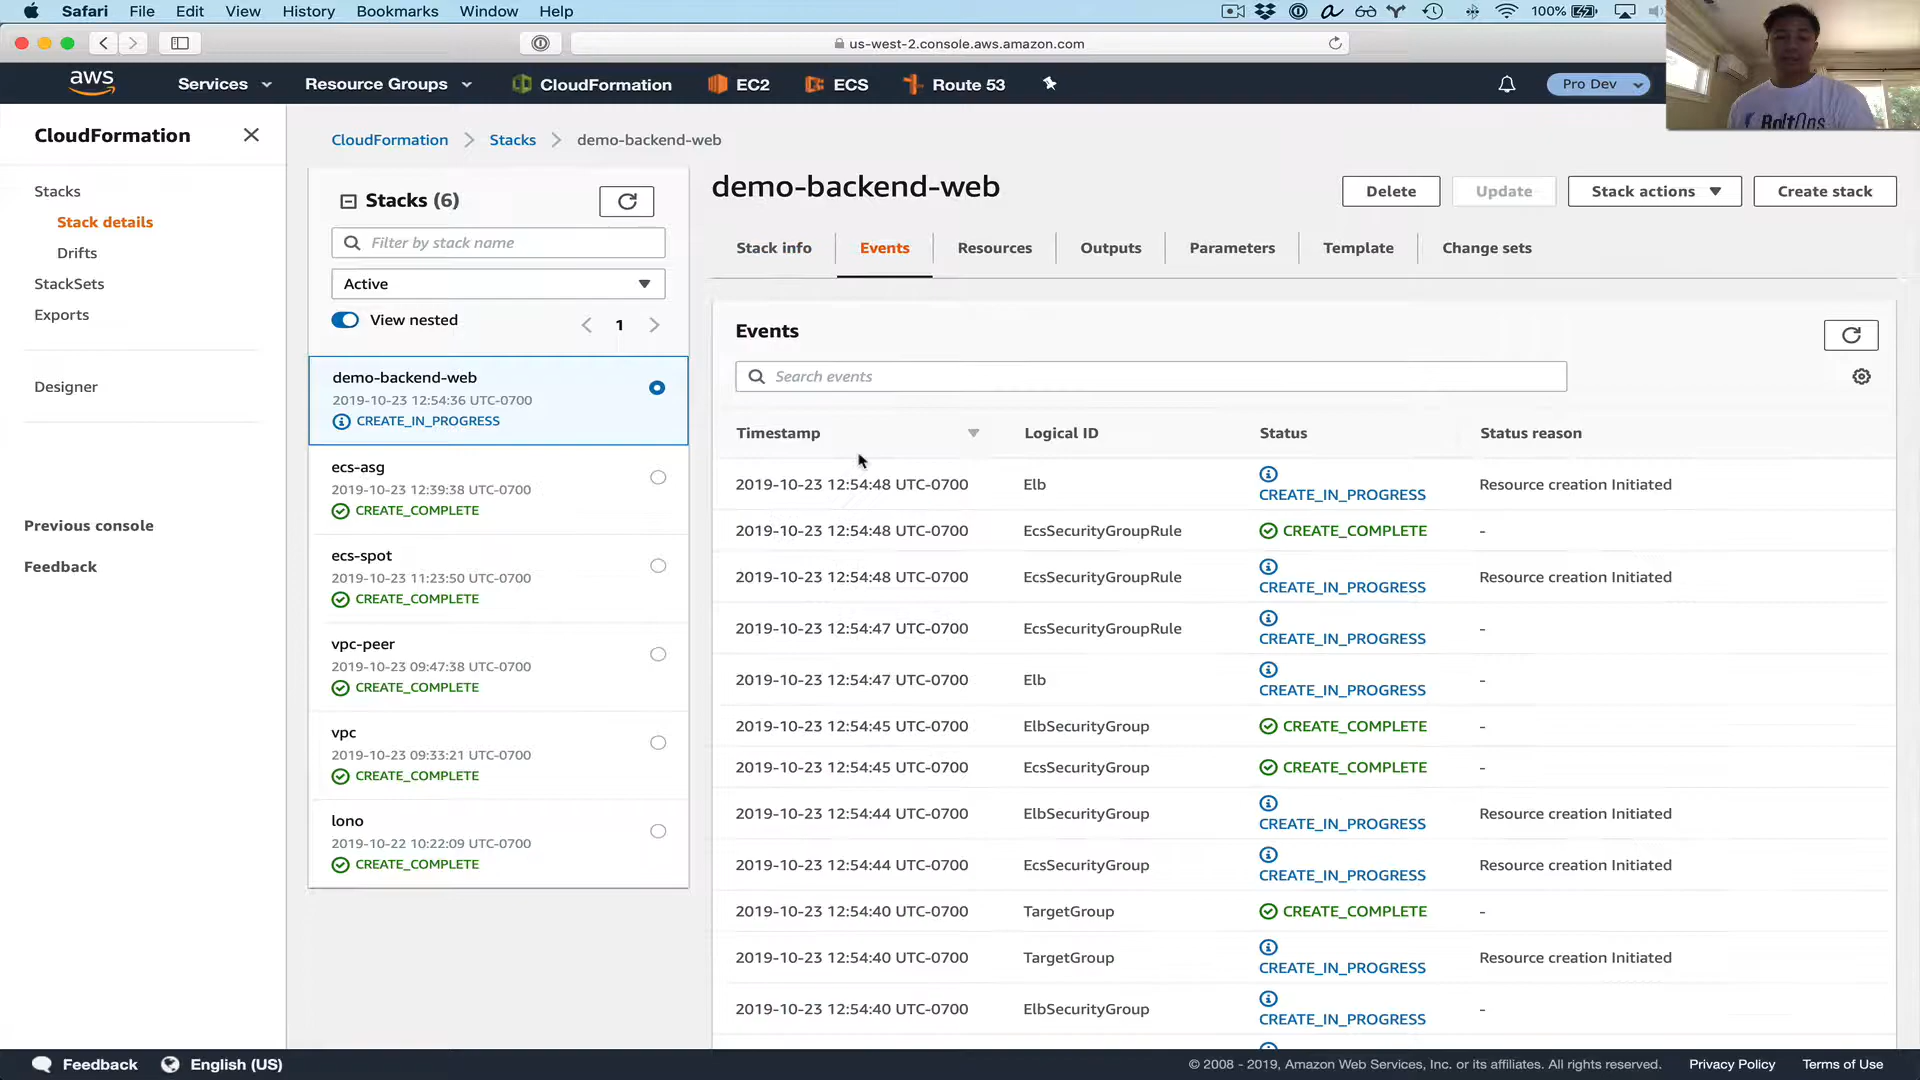 Safari File Edit View History Bookmarks Window Help 100%
us-west-2.console.aws.amazon.com
aws Services Resource Groups CloudFormation EC2 ECS Route 53 Pro Dev
BoltOps
CloudFormation
Stacks
Stack details
Drifts
StackSets
Exports
Designer
Previous console
Feedback
CloudFormation Stacks demo-backend-web
Stacks (6)
Filter by stack name
Active
View nested 1
demo-backend-web
2019-10-23 12:54:36 UTC-0700
CREATE_IN_PROGRESS
ecs-asg
2019-10-23 12:39:38 UTC-0700
CREATE_COMPLETE
ecs-spot
2019-10-23 11:23:50 UTC-0700
CREATE_COMPLETE
vpc-peer
2019-10-23 09:47:38 UTC-0700
CREATE_COMPLETE
vpc
2019-10-23 09:33:21 UTC-0700
CREATE_COMPLETE
lono
2019-10-22 10:22:09 UTC-0700
CREATE_COMPLETE
demo-backend-web
Delete Update Stack actions Create stack
Stack info Events Resources Outputs Parameters Template Change sets
Events
Search events
Timestamp Logical ID Status Status reason
2019-10-23 12:54:48 UTC-0700 Elb CREATE_IN_PROGRESS Resource creation Initiated
2019-10-23 12:54:48 UTC-0700 EcsSecurityGroupRule CREATE_COMPLETE -
2019-10-23 12:54:48 UTC-0700 EcsSecurityGroupRule CREATE_IN_PROGRESS Resource creation Initiated
2019-10-23 12:54:47 UTC-0700 EcsSecurityGroupRule CREATE_IN_PROGRESS -
2019-10-23 12:54:47 UTC-0700 Elb CREATE_IN_PROGRESS -
2019-10-23 12:54:45 UTC-0700 ElbSecurityGroup CREATE_COMPLETE -
2019-10-23 12:54:45 UTC-0700 EcsSecurityGroup CREATE_COMPLETE -
2019-10-23 12:54:44 UTC-0700 ElbSecurityGroup CREATE_IN_PROGRESS Resource creation Initiated
2019-10-23 12:54:44 UTC-0700 EcsSecurityGroup CREATE_IN_PROGRESS Resource creation Initiated
2019-10-23 12:54:40 UTC-0700 TargetGroup CREATE_COMPLETE -
2019-10-23 12:54:40 UTC-0700 TargetGroup CREATE_IN_PROGRESS Resource creation Initiated
2019-10-23 12:54:40 UTC-0700 ElbSecurityGroup CREATE_IN_PROGRESS -
Feedback English (US) © 2008 - 2019, Amazon Web Services, Inc. or its affiliates. All rights reserved. Privacy Policy Terms of Use